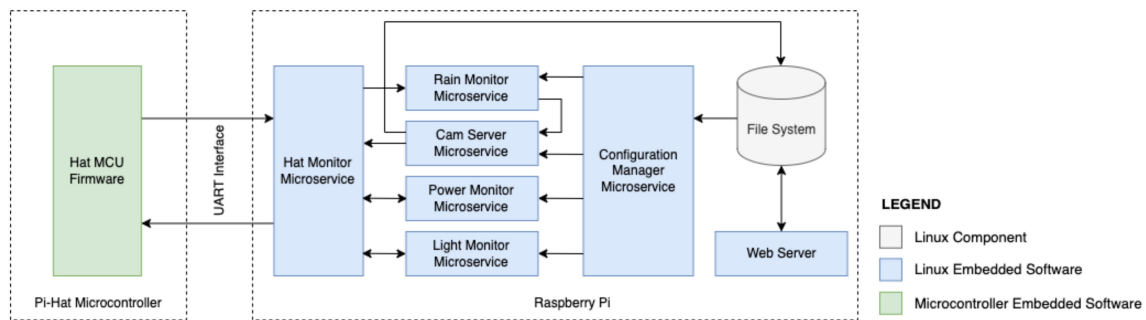 Hat MCU
Firmware
Pi-Hat Microcontroller
UART Interface
Hat Monitor
Microservice
Rain Monitor
Microservice
Cam Server
Microservice
Power Monitor
Microservice
Light Monitor
Microservice
Configuration
Manager
Microservice
File System
Web Server
Raspberry Pi
LEGEND
Linux Component
Linux Embedded Software
Microcontroller Embedded Software